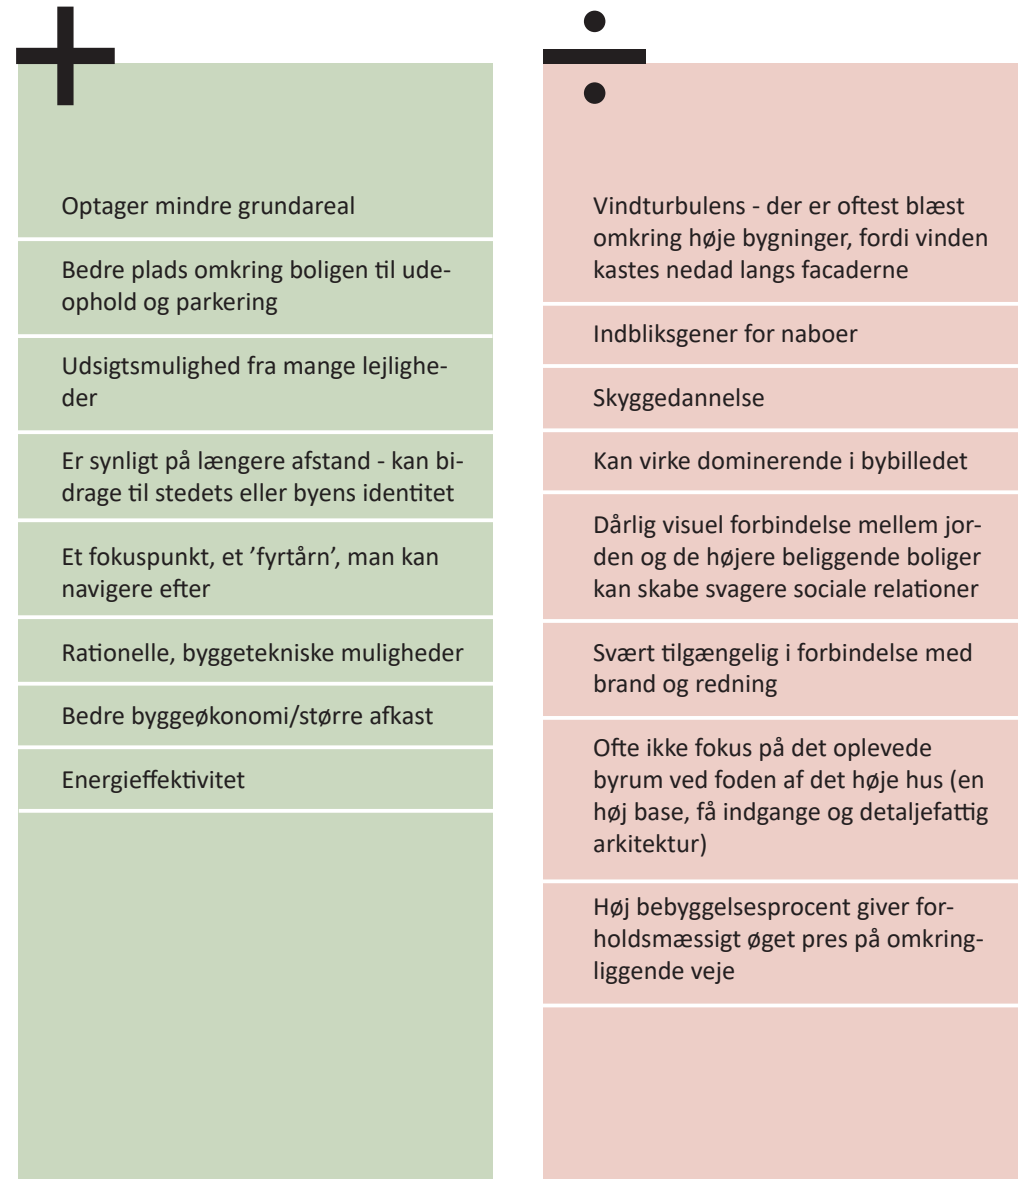 +
Optager mindre grundareal
Bedre plads omkring boligen til ude-
ophold og parkering
Udsigtsmulighed fra mange lejlighe-
der
Er synligt på længere afstand - kan bi-
drage til stedets eller byens identitet
Et fokuspunkt, et ’fyrtårn’, man kan
navigere efter
Rationelle, byggetekniske muligheder
Bedre byggeøkonomi/større afkast
Energieffektivitet
÷
Vindturbulens - der er oftest blæst
omkring høje bygninger, fordi vinden
kastes nedad langs facaderne
Indbliksgener for naboer
Skyggedannelse
Kan virke dominerende i bybilledet
Dårlig visuel forbindelse mellem jor-
den og de højere beliggende boliger
kan skabe svagere sociale relationer
Svært tilgængelig i forbindelse med
brand og redning
Ofte ikke fokus på det oplevede
byrum ved foden af det høje hus (en
høj base, få indgange og detaljefattig
arkitektur)
Høj bebyggelsesprocent giver for-
holdsmæssigt øget pres på omkring-
liggende veje